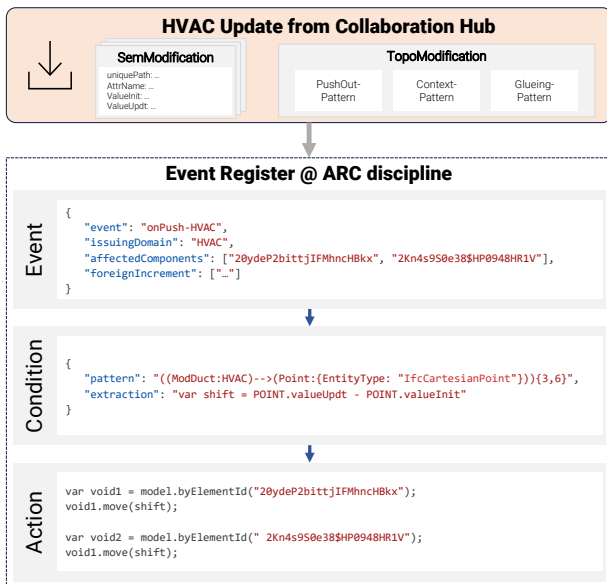 HVAC Update from Collaboration Hub
SemModification
uniquePath: …
AttrName: …
ValueInit: …
ValueUpdt: …
TopoModification
PushOut-
Pattern
Context-
Pattern
Glueing-
Pattern
Event Register @ ARC discipline
Event
{
"event": "onPush-HVAC",
"issuingDomain": "HVAC",
"affectedComponents": ["20ydeP2bittjIFMhncHBkx", "2Kn4s9S0e38$HP0948HR1V"],
"foreignIncrement": ["…"]
}
Condition
{
"pattern": "((ModDuct:HVAC)-->(Point:{EntityType: "IfcCartesianPoint"})){3,6}",
"extraction": "var shift = POINT.valueUpdt - POINT.valueInit"
}
Action
var void1 = model.byElementId("20ydeP2bittjIFMhncHBkx");
void1.move(shift);
var void2 = model.byElementId(" 2Kn4s9S0e38$HP0948HR1V");
void1.move(shift);